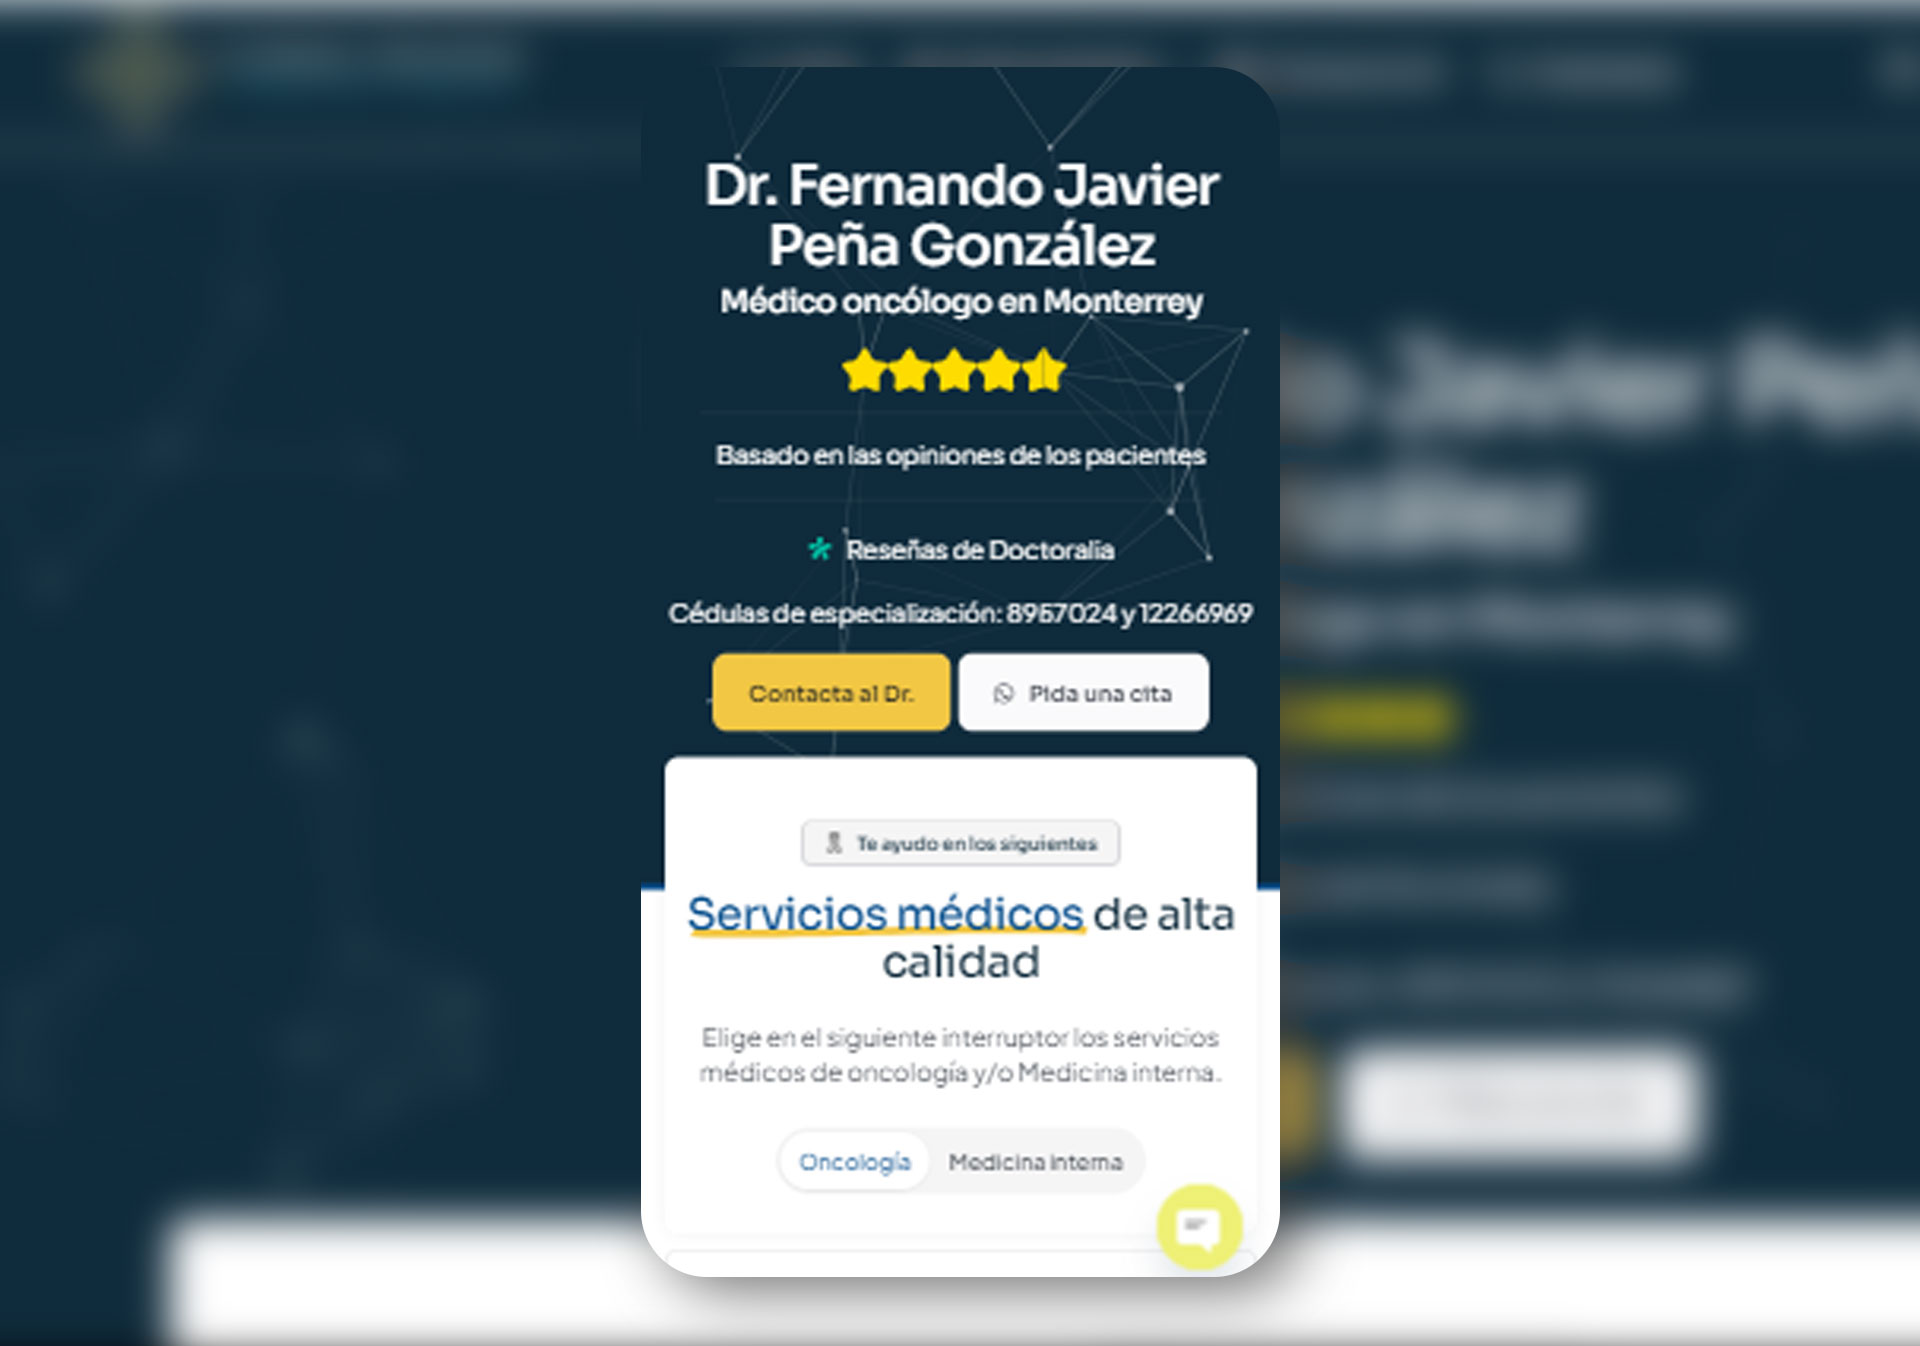 Dr. Fernando Javier
Peña González
Médico oncólogo en Monterrey
Basado en las opiniones de los pacientes
Reseñas de Doctoralia
Cédulas de especialización: 8957024 y 12266969
Contacta al Dr.
Pida una cita
Te ayudo en los siguientes
Servicios médicos de alta
calidad
Elige en el siguiente interruptor los servicios
médicos de oncología y/o Medicina interna.
Oncología
Medicina interna